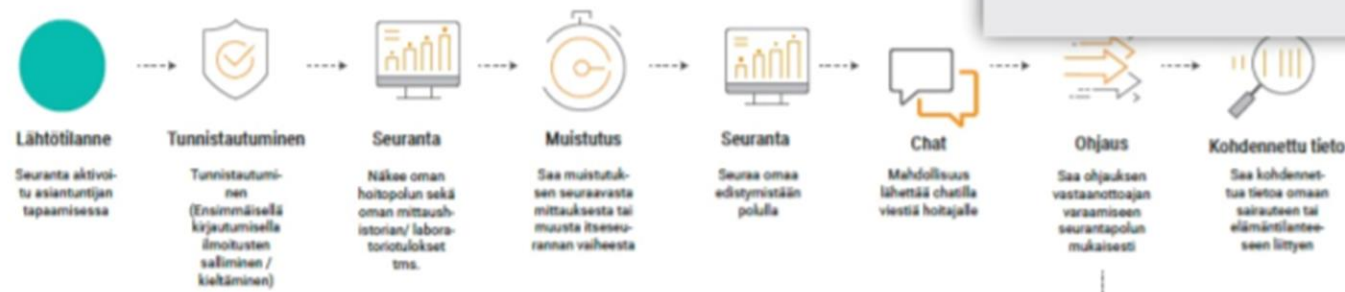 Lähtötilanne
Seuranta aktivoi-
tu asiantuntijan
tapaamisessa
Tunnistautuminen
Tunnistautumi-
nen
(Ensimmäisellä
kirjautumisella
ilmoitusten
salliminen /
kieltäminen)
Seuranta
Näkee oman
hoitopolun sekä
oman mittaush-
istorian/ labora-
toriotulokset
tms.
Muistutus
Saa muistutuk-
sen seuraavasta
mittauksesta tai
muusta itseseu-
rannan vaiheesta
Seuranta
Seuraa omaa
edistymistään
polulla
Chat
Mahdollisuus
lähettää chatilla
viestiä hoitajalle
Ohjaus
Saa ohjauksen
vastaanottoajan
varaamiseen
seurantapolun
mukaisesti
Kohdennettu tieto
Saa kohdennet-
tua tietoa omaan
sairauteen tai
elämäntilantee-
seen liittyen